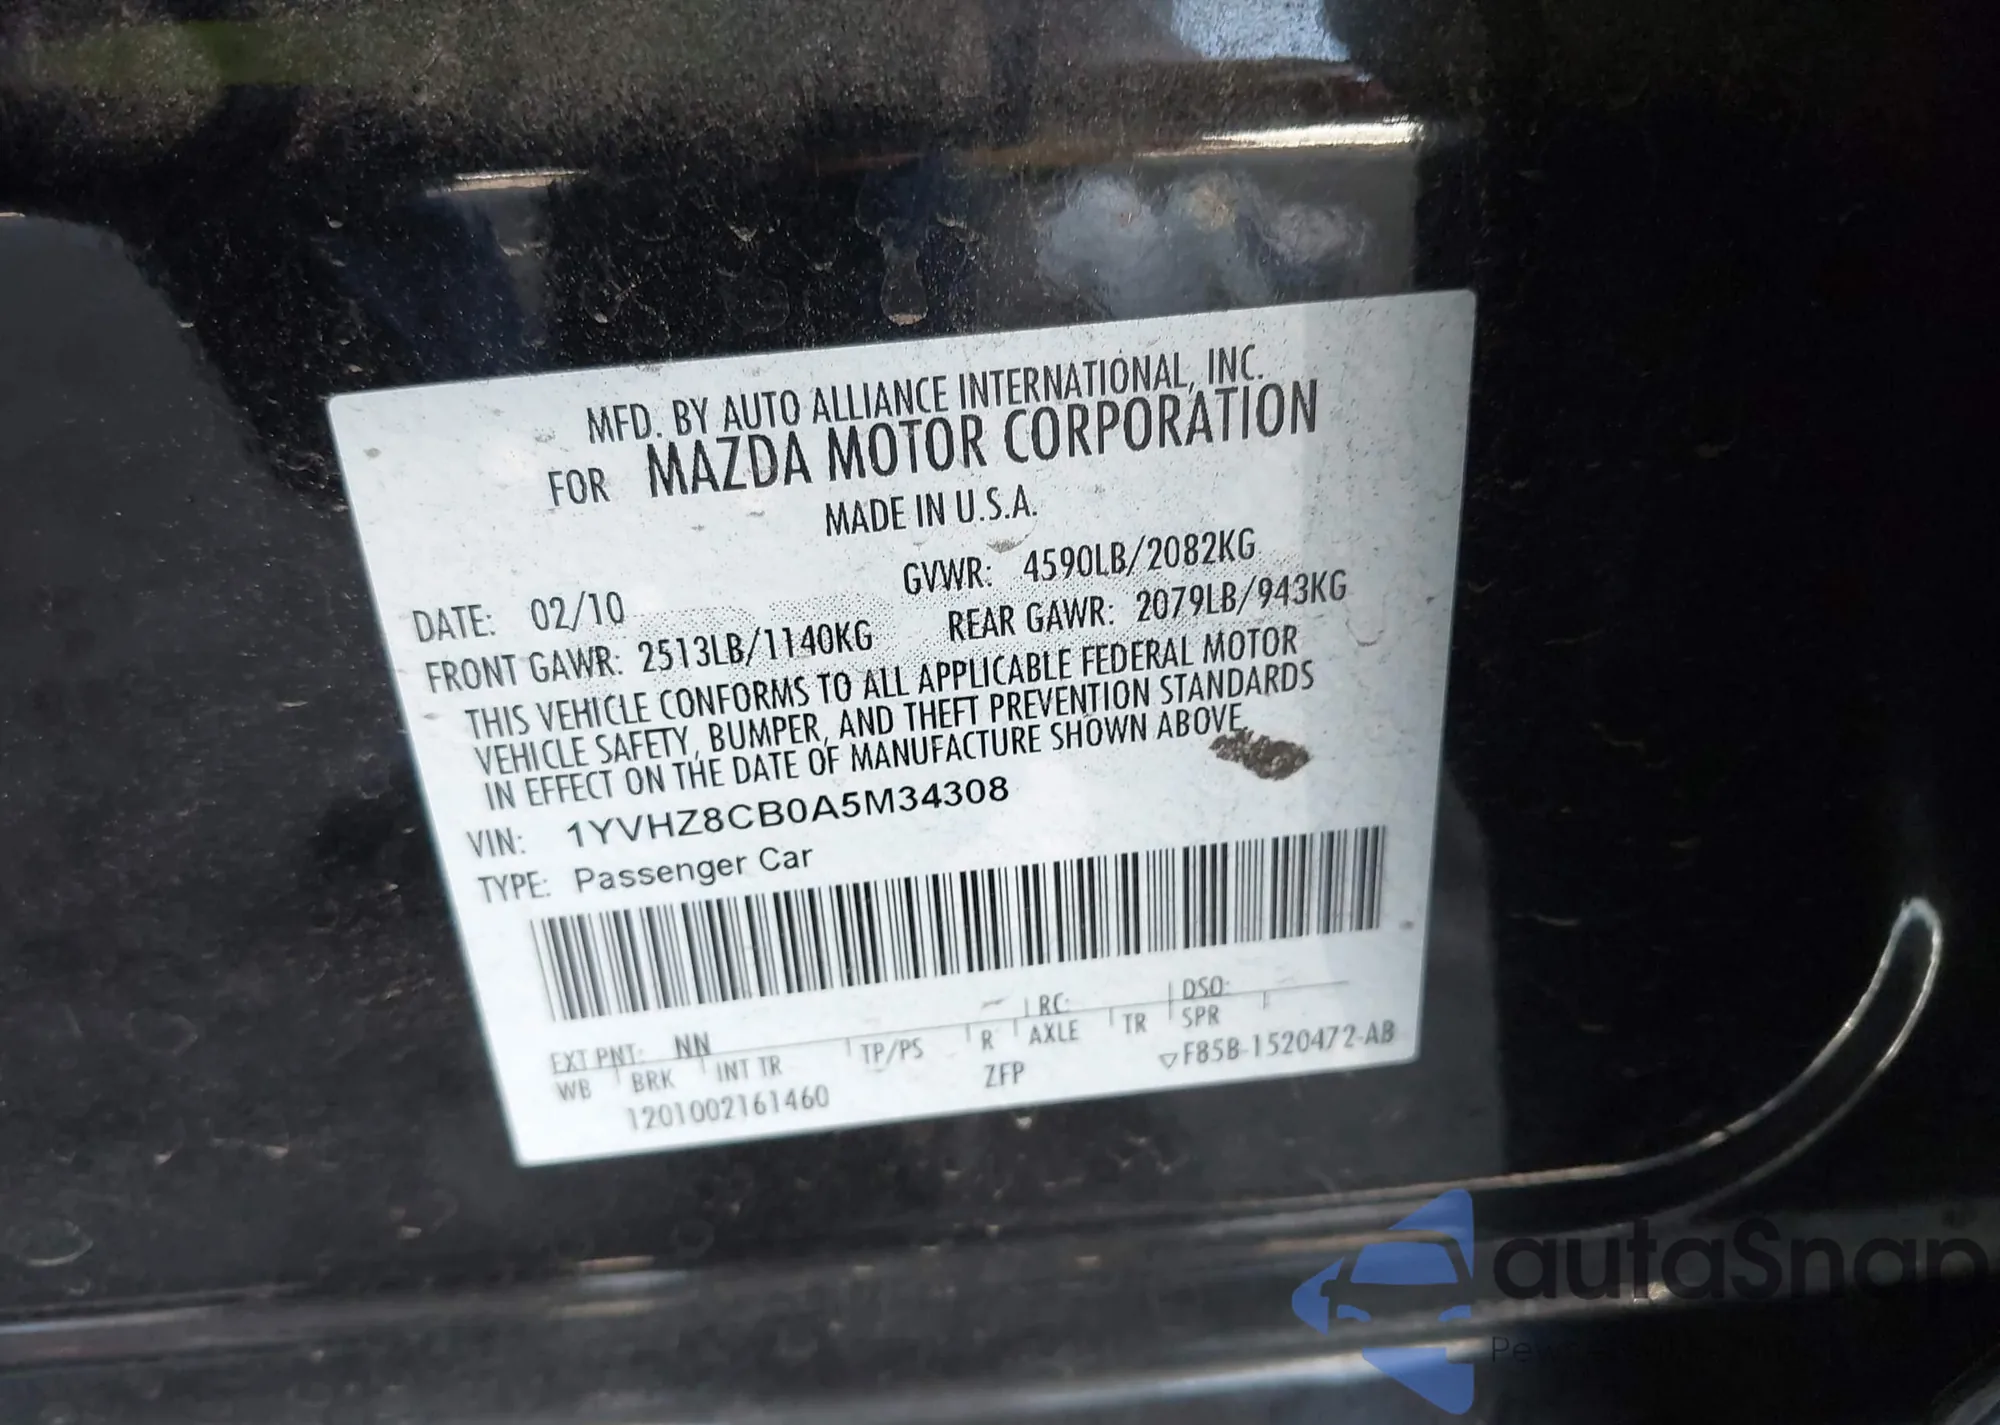 MFD. BY AUTO ALLIANCE INTERNATIONAL, INC.
FOR MAZDA MOTOR CORPORATION
MADE IN U.S.A.
DATE: 02/10 GVWR: 4590LB/2082KG
FRONT GAWR: 2513LB/1140KG REAR GAWR: 2079LB/943KG
THIS VEHICLE CONFORMS TO ALL APPLICABLE FEDERAL MOTOR
VEHICLE SAFETY, BUMPER, AND THEFT PREVENTION STANDARDS
IN EFFECT ON THE DATE OF MANUFACTURE SHOWN ABOVE.
VIN: 1YVHZ8CB0A5M34308
TYPE: Passenger Car
EXT PNT: NN RC: DSO:
WB BRK INT TR TP/PS R AXLE TR SPR
1201002161460 ZFP ▽F85B-1520472-AB
autaSnap